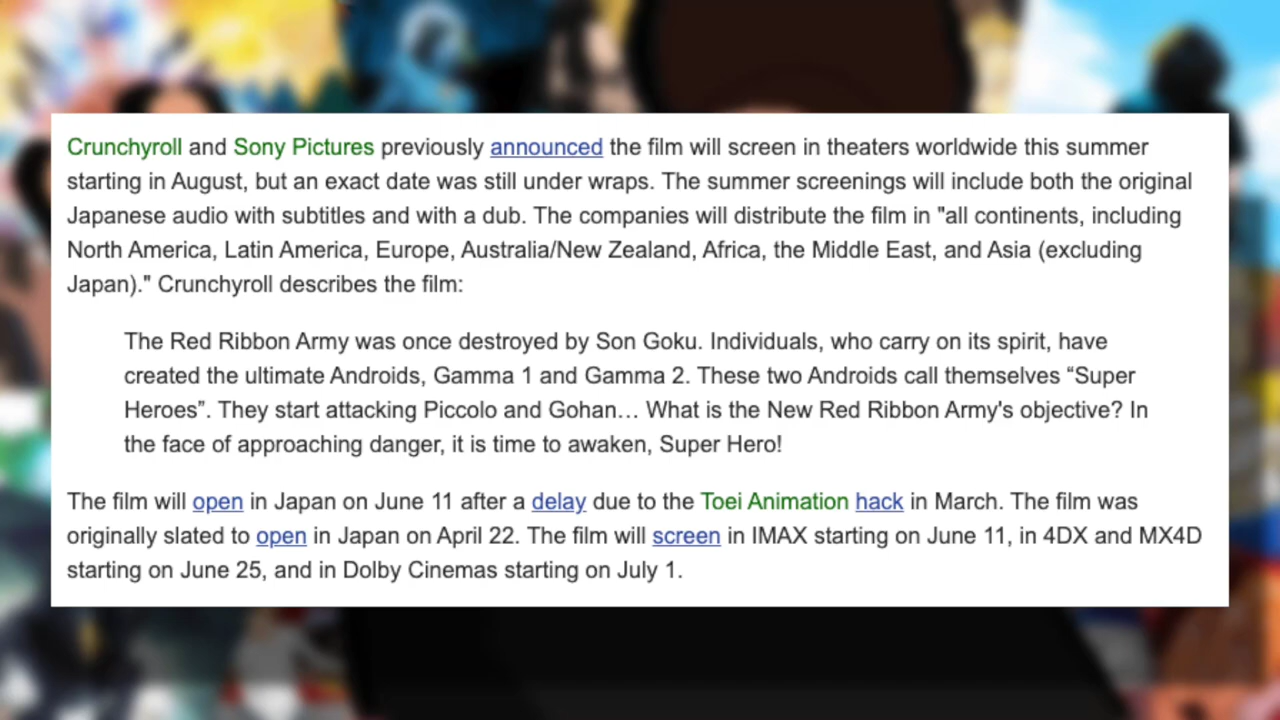 Crunchyroll and Sony Pictures previously announced the film will screen in theaters worldwide this summer
starting in August, but an exact date was still under wraps. The summer screenings will include both the original
Japanese audio with subtitles and with a dub. The companies will distribute the film in "all continents, including
North America, Latin America, Europe, Australia/New Zealand, Africa, the Middle East, and Asia (excluding
Japan)." Crunchyroll describes the film:
The Red Ribbon Army was once destroyed by Son Goku. Individuals, who carry on its spirit, have
created the ultimate Androids, Gamma 1 and Gamma 2. These two Androids call themselves “Super
Heroes”. They start attacking Piccolo and Gohan… What is the New Red Ribbon Army's objective? In
the face of approaching danger, it is time to awaken, Super Hero!
The film will open in Japan on June 11 after a delay due to the Toei Animation hack in March. The film was
originally slated to open in Japan on April 22. The film will screen in IMAX starting on June 11, in 4DX and MX4D
starting on June 25, and in Dolby Cinemas starting on July 1.